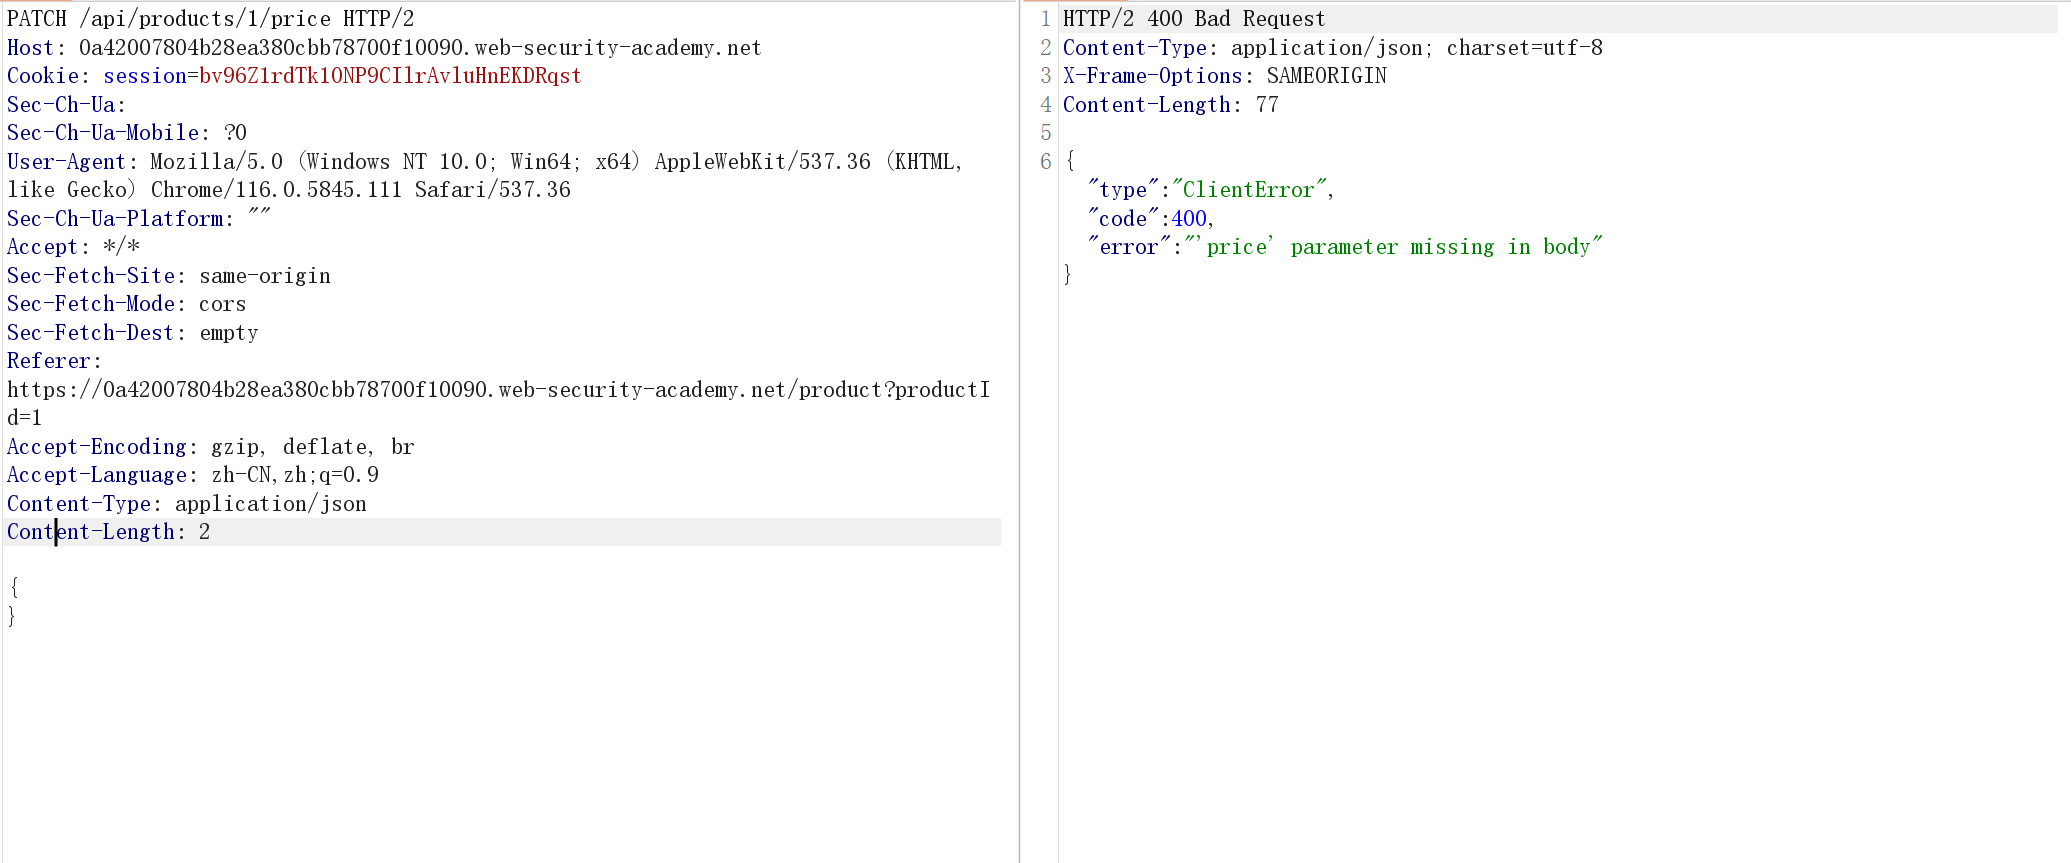 PATCH /api/products/1/price HTTP/2
Host: 0a42007804b28ea380cbb78700f10090.web-security-academy.net
Cookie: session=bv96Z1rdTk1ONP9CIlrAvluHnEKDRqst
Sec-Ch-Ua:
Sec-Ch-Ua-Mobile: ?0
User-Agent: Mozilla/5.0 (Windows NT 10.0; Win64; x64) AppleWebKit/537.36 (KHTML,
like Gecko) Chrome/116.0.5845.111 Safari/537.36
Sec-Ch-Ua-Platform: ""
Accept: */*
Sec-Fetch-Site: same-origin
Sec-Fetch-Mode: cors
Sec-Fetch-Dest: empty
Referer:
https://0a42007804b28ea380cbb78700f10090.web-security-academy.net/product?productI
d=1
Accept-Encoding: gzip, deflate, br
Accept-Language: zh-CN,zh;q=0.9
Content-Type: application/json
Content-Length: 2
{
}
1 HTTP/2 400 Bad Request
2 Content-Type: application/json; charset=utf-8
3 X-Frame-Options: SAMEORIGIN
4 Content-Length: 77
5
6 {
"type":"ClientError",
"code":400,
"error":"'price' parameter missing in body"
}